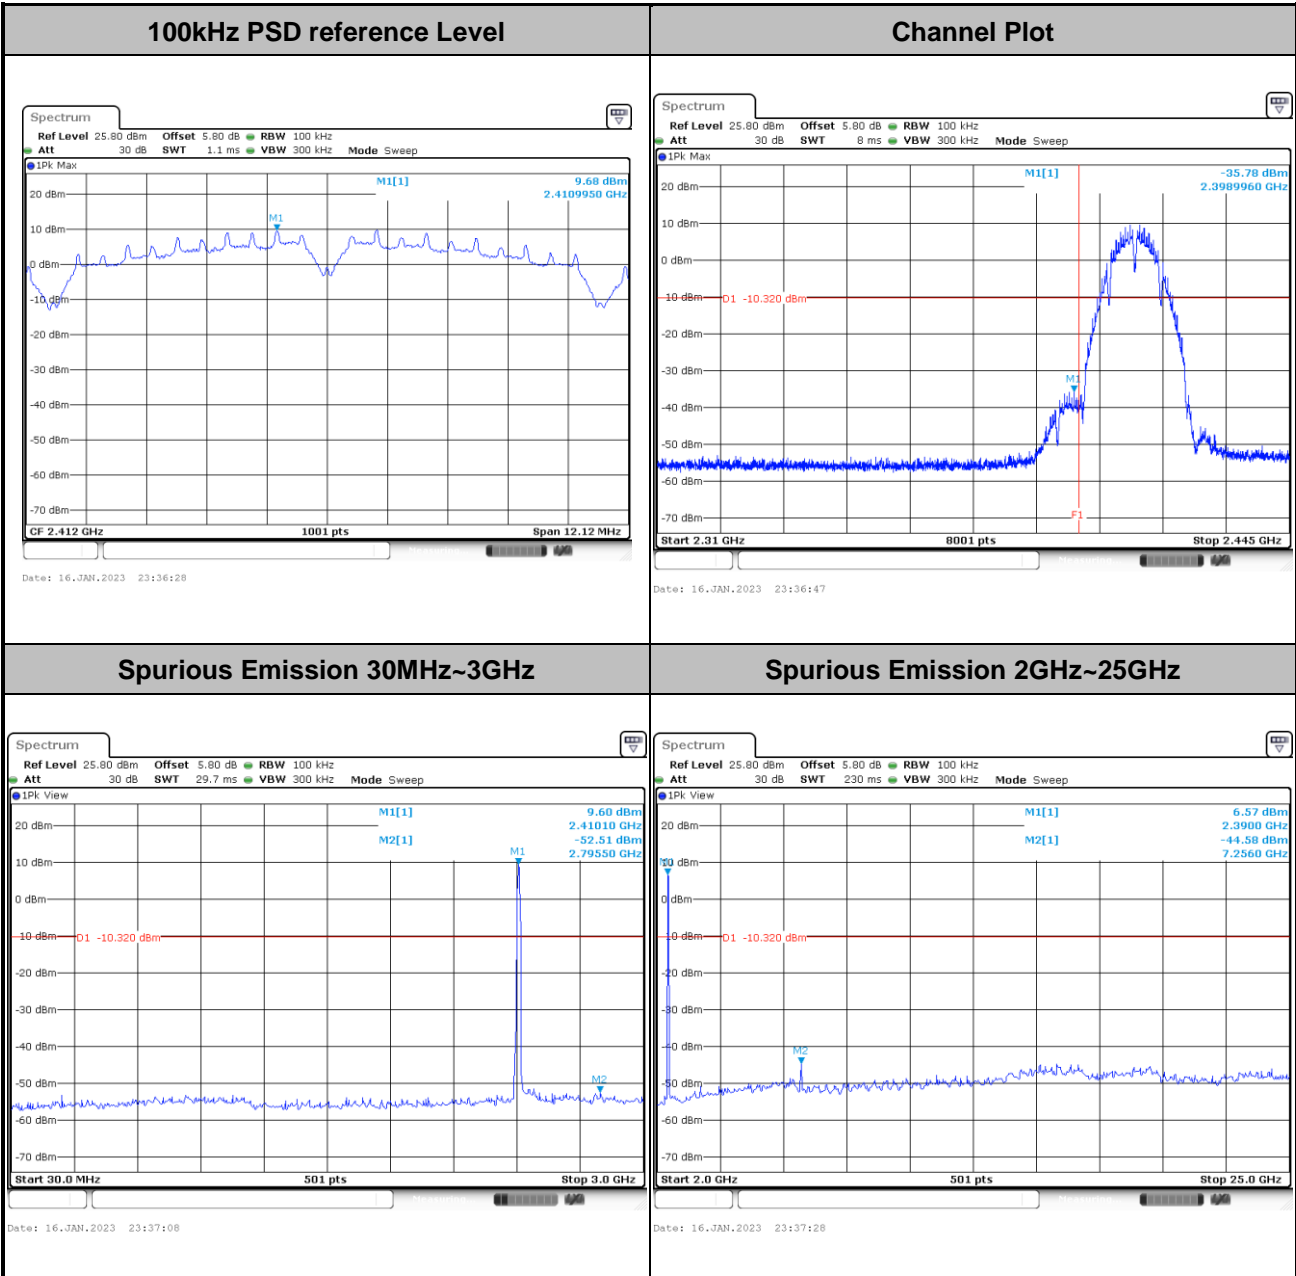 100kHz PSD reference Level
Spectrum
Ref Level 25.80 dBm Offset 5.80 dB RBW 100 kHz
Att 30 dB SWT 1.1 ms VBW 300 kHz Mode Sweep
1Pk Max
M1[1] 9.68 dBm
2.4109950 GHz
20 dBm
M1
10 dBm
0 dBm
-10 dBm
-20 dBm
-30 dBm
-40 dBm
-50 dBm
-60 dBm
-70 dBm
CF 2.412 GHz 1001 pts Span 12.12 MHz
Date: 16.JAN.2023 23:36:28
Channel Plot
Spectrum
Ref Level 25.80 dBm Offset 5.80 dB RBW 100 kHz
Att 30 dB SWT 8 ms VBW 300 kHz Mode Sweep
1Pk Max
M1[1] -35.78 dBm
2.3989960 GHz
20 dBm
10 dBm
0 dBm
-10 dBm D1 -10.320 dBm
-20 dBm
-30 dBm
M1
-40 dBm
-50 dBm
-60 dBm
-70 dBm
F1
Start 2.31 GHz 8001 pts Stop 2.445 GHz
Date: 16.JAN.2023 23:36:47
Spurious Emission 30MHz~3GHz
Spectrum
Ref Level 25.80 dBm Offset 5.80 dB RBW 100 kHz
Att 30 dB SWT 29.7 ms VBW 300 kHz Mode Sweep
1Pk View
M1[1] 9.60 dBm
2.41010 GHz
20 dBm
M2[1] -52.51 dBm
2.79550 GHz
M1
10 dBm
0 dBm
-10 dBm D1 -10.320 dBm
-20 dBm
-30 dBm
-40 dBm
-50 dBm
M2
-60 dBm
-70 dBm
Start 30.0 MHz 501 pts Stop 3.0 GHz
Date: 16.JAN.2023 23:37:08
Spurious Emission 2GHz~25GHz
Spectrum
Ref Level 25.80 dBm Offset 5.80 dB RBW 100 kHz
Att 30 dB SWT 230 ms VBW 300 kHz Mode Sweep
1Pk View
M1[1] 6.57 dBm
2.3900 GHz
20 dBm
M2[1] -44.58 dBm
7.2560 GHz
10 dBm
0 dBm
-10 dBm D1 -10.320 dBm
-20 dBm
-30 dBm
-40 dBm
M2
-50 dBm
-60 dBm
-70 dBm
Start 2.0 GHz 501 pts Stop 25.0 GHz
Date: 16.JAN.2023 23:37:28